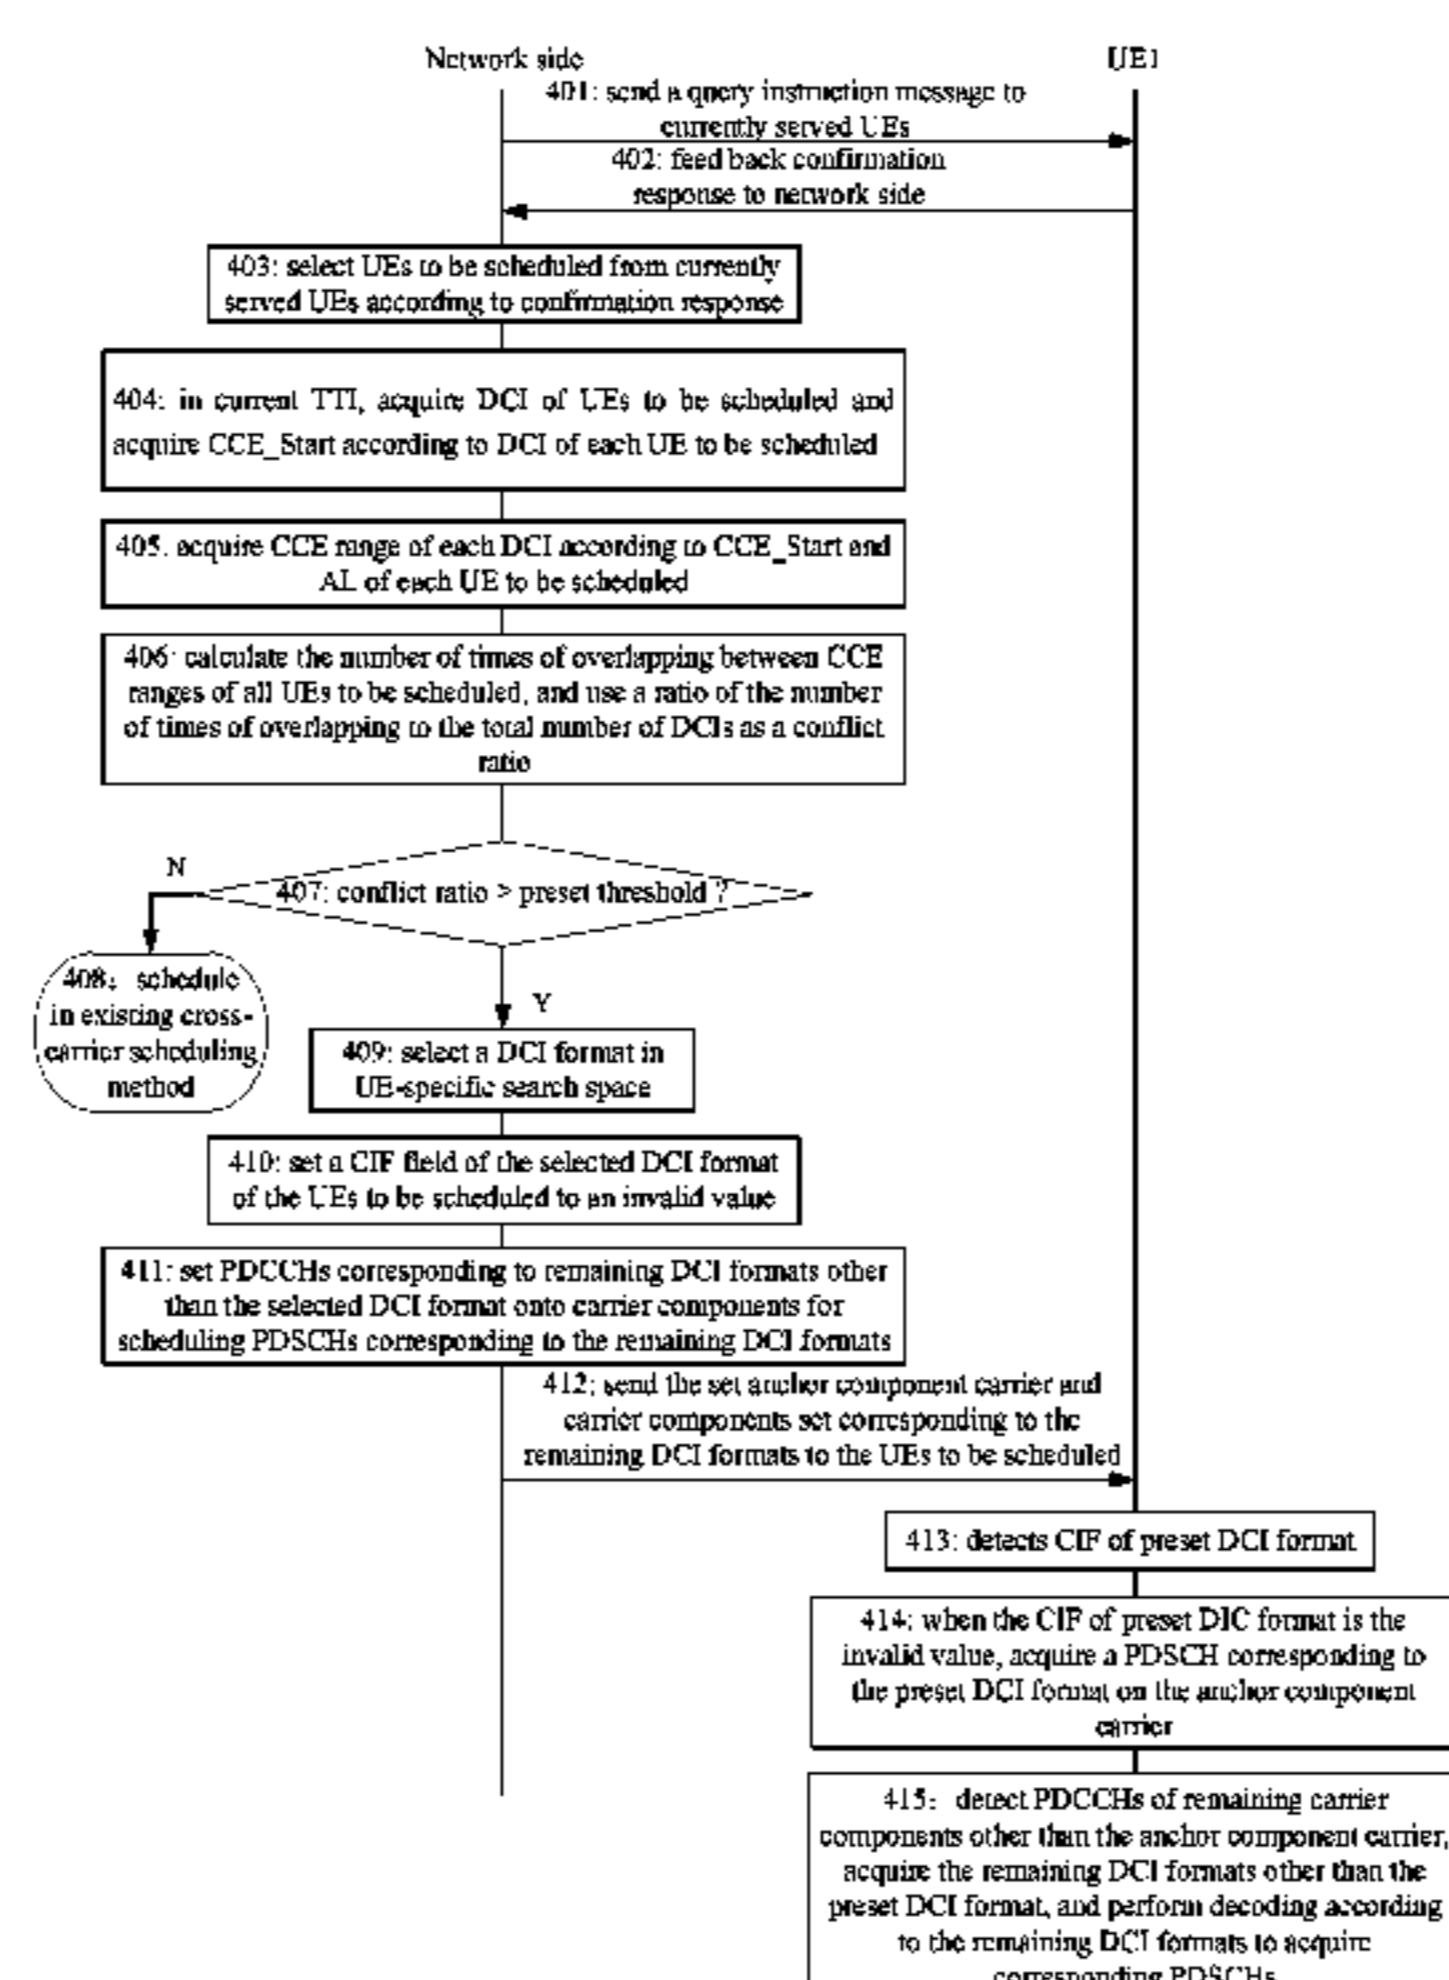 Network side
UE1
401: send a query instruction message to
currently served UEs
402: feed back confirmation
response to network side
403: select UEs to be scheduled from currently
served UEs according to confirmation response
404: in current TTI, acquire DCI of UEs to be scheduled and
acquire CCE_Start according to DCI of each UE to be scheduled
405. acquire CCE range of each DCI according to CCE_Start and
AL of each UE to be scheduled
406: calculate the number of times of overlapping between CCE
ranges of all UEs to be scheduled, and use a ratio of the number
of times of overlapping to the total number of DCIs as a conflict
ratio
N
407: conflict ratio > preset threshold ?
408: schedule
in existing cross-
carrier scheduling
method
Y
409: select a DCI format in
UE-specific search space
410: set a CIF field of the selected DCI format
of the UEs to be scheduled to an invalid value
411: set PDCCHs corresponding to remaining DCI formats other
than the selected DCI format onto carrier components for
scheduling PDSCHs corresponding to the remaining DCI formats
412: send the set anchor component carrier and
carrier components set corresponding to the
remaining DCI formats to the UEs to be scheduled
413: detects CIF of preset DCI format
414: when the CIF of preset DIC format is the
invalid value, acquire a PDSCH corresponding to
the preset DCI format on the anchor component
carrier
415: detect PDCCHs of remaining carrier
components other than the anchor component carrier,
acquire the remaining DCI formats other than the
preset DCI format, and perform decoding according
to the remaining DCI formats to acquire
corresponding PDSCHs